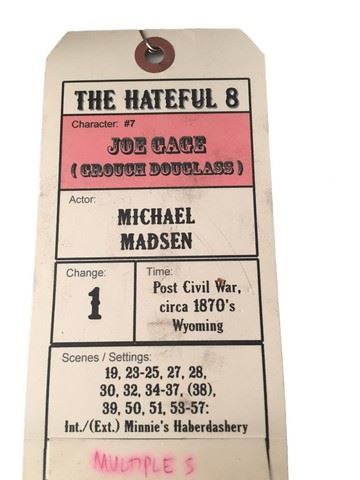 THE HATEFUL 8
Character: #7
JOE GAGE
(GROUCH DOUGLASS)
Actor:
MICHAEL
MADSEN
Change:
1
Time:
Post Civil War,
circa 1870's
Wyoming
Scenes / Settings:
19, 23-25, 27, 28,
30, 32, 34-37, (38),
39, 50, 51, 53-57:
Int./(Ext.) Minnie's Haberdashery
MULTIPLE S